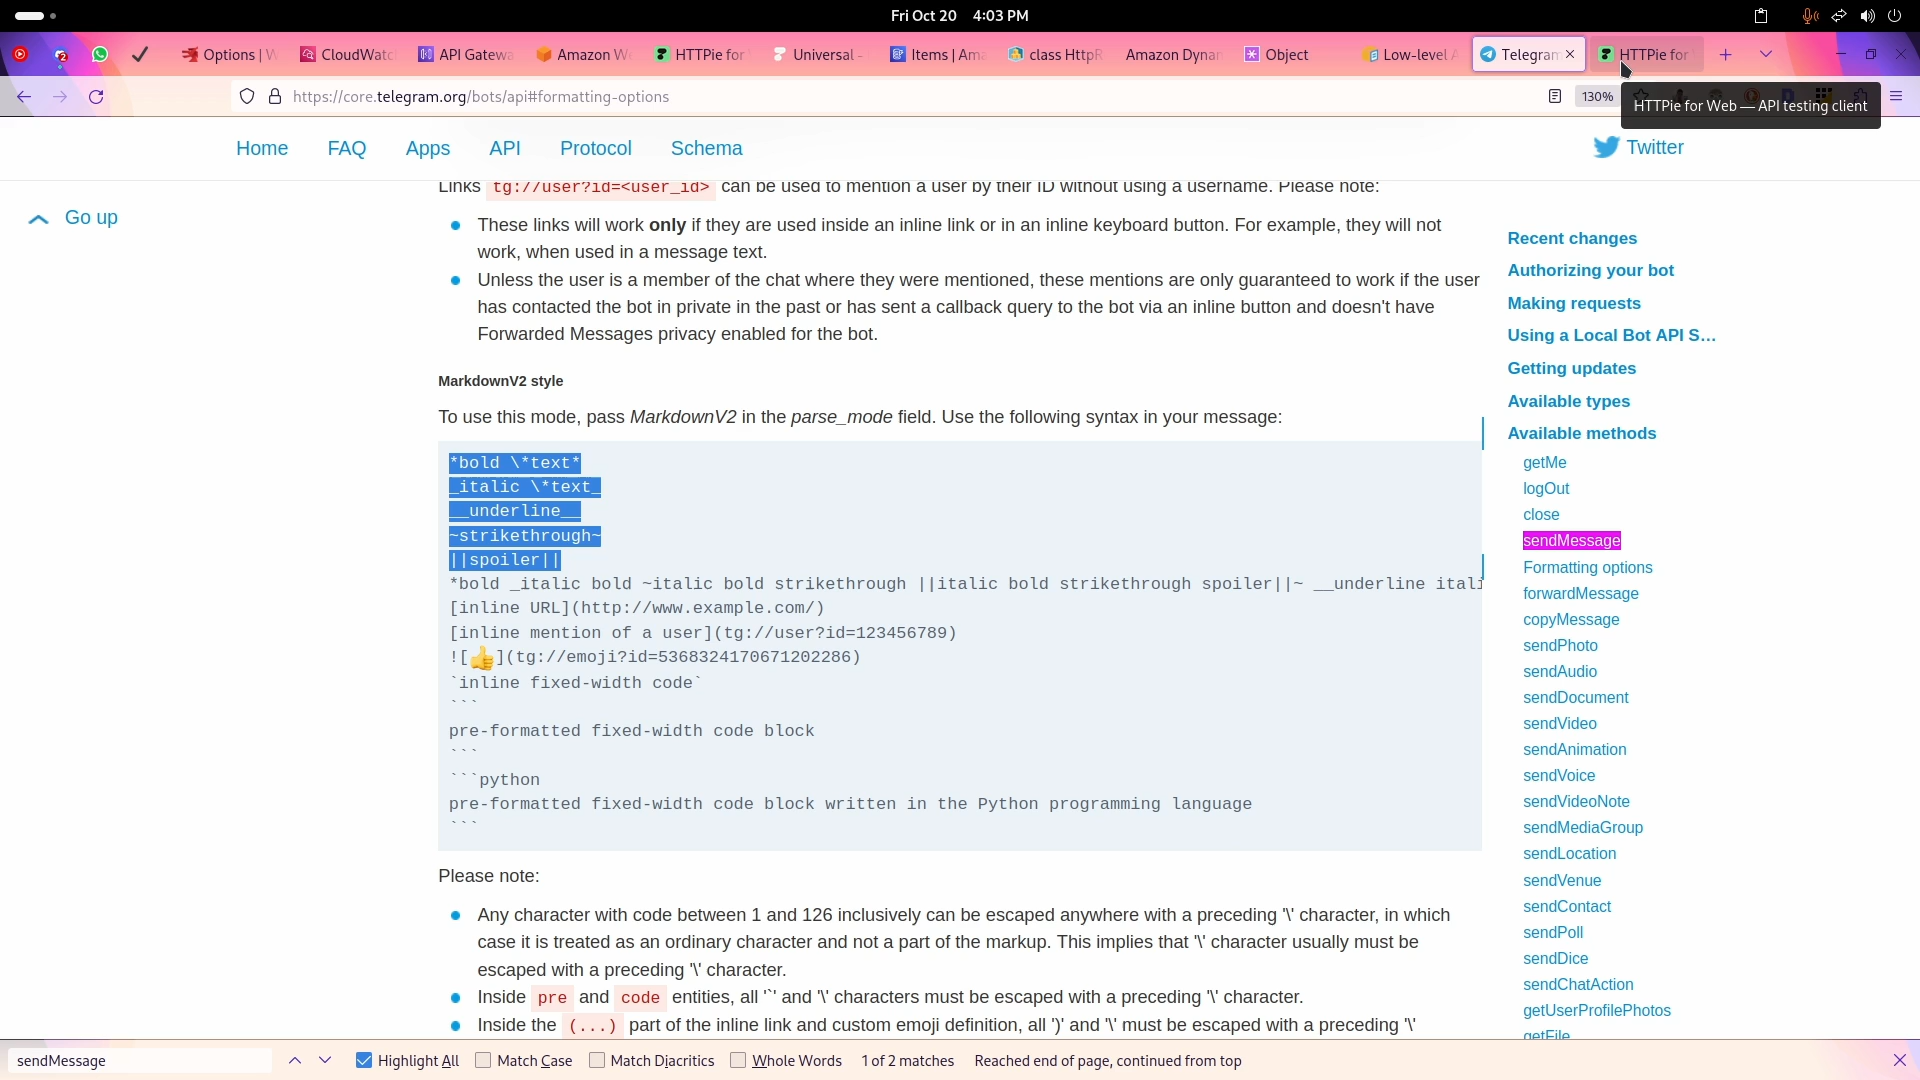 Fri Oct 20 4:03 PM
2
Options | W
CloudWatc
API Gatewa
Amazon We
HTTPie for
Universal -
Items | Ama
class HttpR
Amazon Dynam
Object
Low-level A
Telegram
HTTPie for
https://core.telegram.org/bots/api#formatting-options
130%
HTTPie for Web — API testing client
Home
FAQ
Apps
API
Protocol
Schema
Twitter
Go up
Links tg://user?id=<user_id> can be used to mention a user by their ID without using a username. Please note:
These links will work only if they are used inside an inline link or in an inline keyboard button. For example, they will not
work, when used in a message text.
Unless the user is a member of the chat where they were mentioned, these mentions are only guaranteed to work if the user
has contacted the bot in private in the past or has sent a callback query to the bot via an inline button and doesn't have
Forwarded Messages privacy enabled for the bot.
MarkdownV2 style
To use this mode, pass MarkdownV2 in the parse_mode field. Use the following syntax in your message:
*bold \*text*
_italic \*text_
__underline__
~strikethrough~
||spoiler||
*bold _italic bold ~italic bold strikethrough ||italic bold strikethrough spoiler||~ __underline itali
[inline URL](http://www.example.com/)
[inline mention of a user](tg://user?id=123456789)
![👍](tg://emoji?id=5368324170671202286)
`inline fixed-width code`
```
pre-formatted fixed-width code block
```
```python
pre-formatted fixed-width code block written in the Python programming language
```
Please note:
Any character with code between 1 and 126 inclusively can be escaped anywhere with a preceding '\' character, in which
case it is treated as an ordinary character and not a part of the markup. This implies that '\' character usually must be
escaped with a preceding '\' character.
Inside pre and code entities, all '`' and '\' characters must be escaped with a preceding '\' character.
Inside the (...) part of the inline link and custom emoji definition, all ')' and '\' must be escaped with a preceding '\'
Recent changes
Authorizing your bot
Making requests
Using a Local Bot API S...
Getting updates
Available types
Available methods
getMe
logOut
close
sendMessage
Formatting options
forwardMessage
copyMessage
sendPhoto
sendAudio
sendDocument
sendVideo
sendAnimation
sendVoice
sendVideoNote
sendMediaGroup
sendLocation
sendVenue
sendContact
sendPoll
sendDice
sendChatAction
getUserProfilePhotos
getFile
sendMessage
Highlight All
Match Case
Match Diacritics
Whole Words
1 of 2 matches
Reached end of page, continued from top